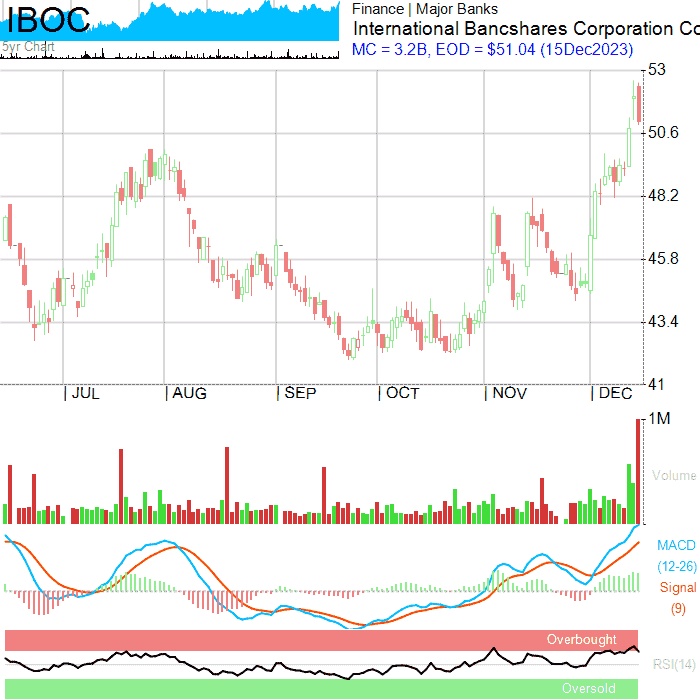 IBOC
5yr Chart
Finance | Major Banks
International Bancshares Corporation Co
MC = 3.2B, EOD = $51.04 (15Dec2023)
53
50.6
48.2
45.8
43.4
41
| JUL | AUG | SEP | OCT | NOV | DEC
1M
Volume
MACD
(12-26)
Signal
(9)
Overbought
RSI(14)
Oversold